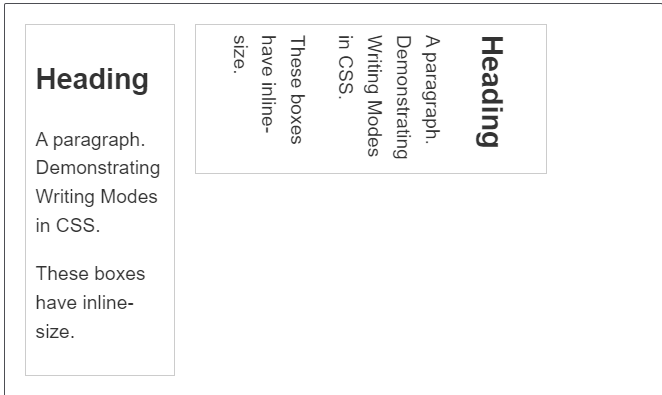 Heading
A paragraph.
Demonstrating
Writing Modes
in CSS.
These boxes
have inline-
size.
Heading
A paragraph.
Demonstrating
Writing Modes
in CSS.
These boxes
have inline-
size.